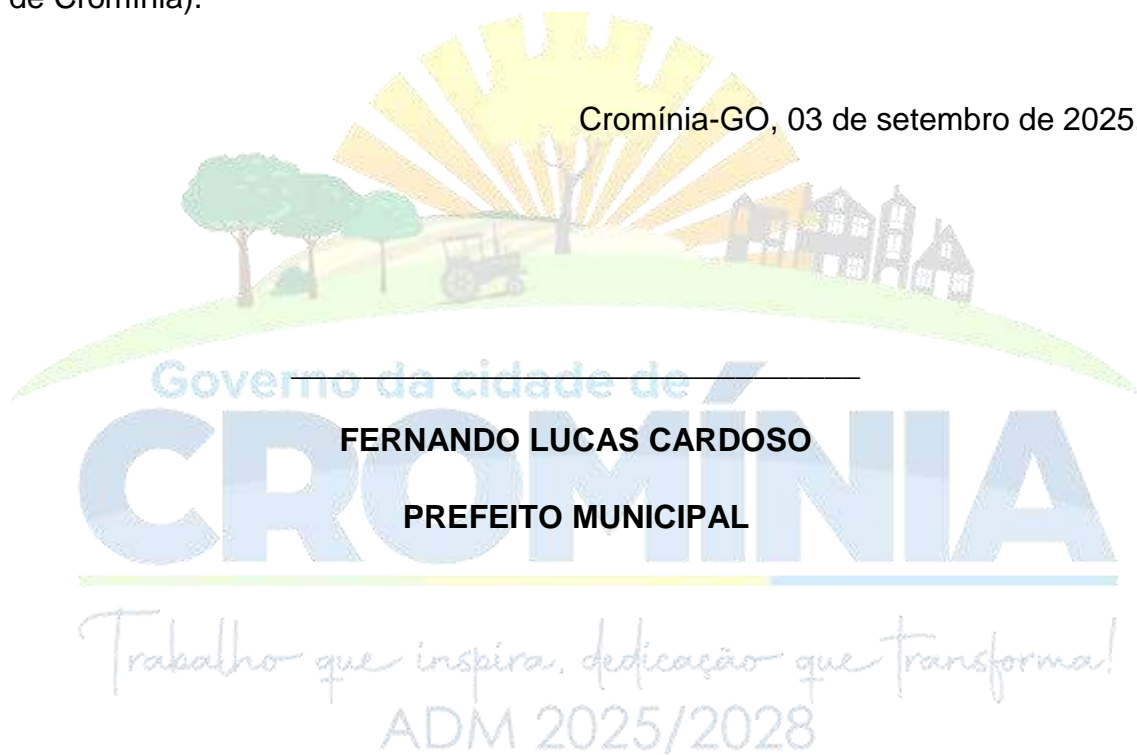 de Cromínia).
Cromínia-GO, 03 de setembro de 2025
Governo da cidade de
FERNANDO LUCAS CARDOSO
CROMÍNIA
PREFEITO MUNICIPAL
Trabalho que inspira, dedicação que transforma!
ADM 2025/2028